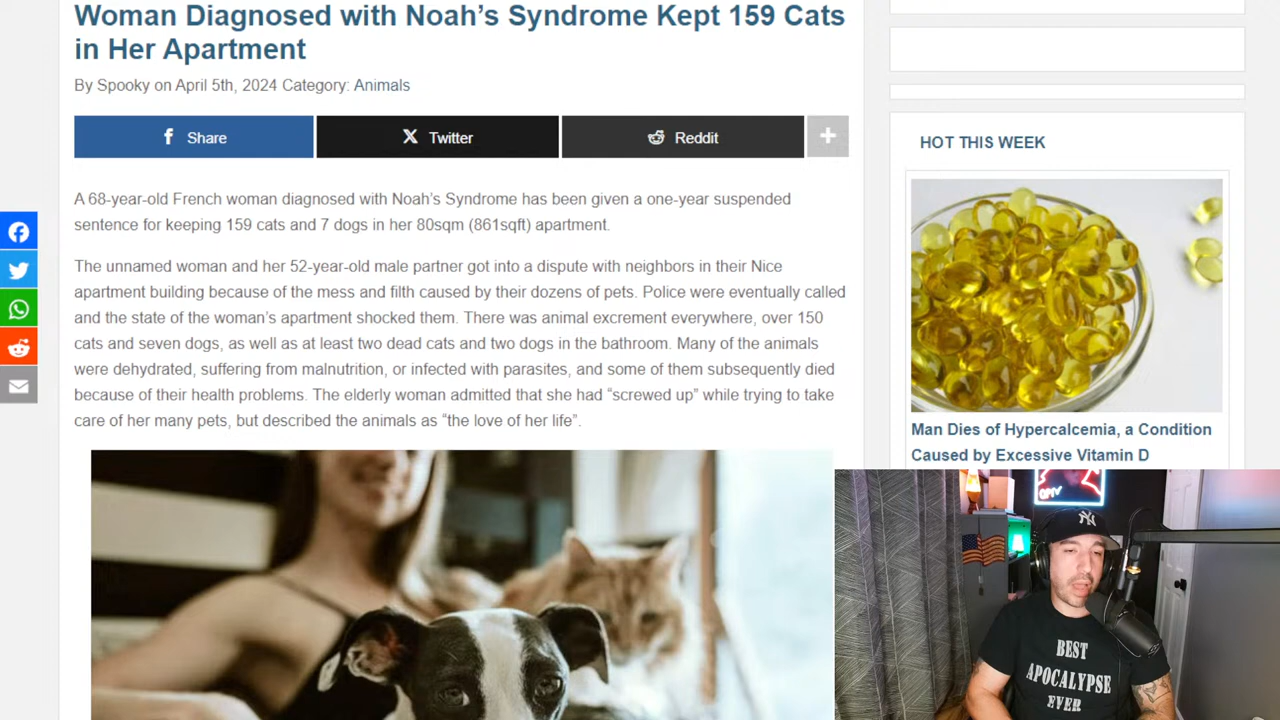 Woman Diagnosed with Noah’s Syndrome Kept 159 Cats
in Her Apartment
By Spooky on April 5th, 2024 Category: Animals
Share
Twitter
Reddit
A 68-year-old French woman diagnosed with Noah’s Syndrome has been given a one-year suspended
sentence for keeping 159 cats and 7 dogs in her 80sqm (861sqft) apartment.
The unnamed woman and her 52-year-old male partner got into a dispute with neighbors in their Nice
apartment building because of the mess and filth caused by their dozens of pets. Police were eventually called
and the state of the woman’s apartment shocked them. There was animal excrement everywhere, over 150
cats and seven dogs, as well as at least two dead cats and two dogs in the bathroom. Many of the animals
were dehydrated, suffering from malnutrition, or infected with parasites, and some of them subsequently died
because of their health problems. The elderly woman admitted that she had “screwed up” while trying to take
care of her many pets, but described the animals as “the love of her life”.
HOT THIS WEEK
Man Dies of Hypercalcemia, a Condition
Caused by Excessive Vitamin D
BEST
APOCALYPSE
EVER